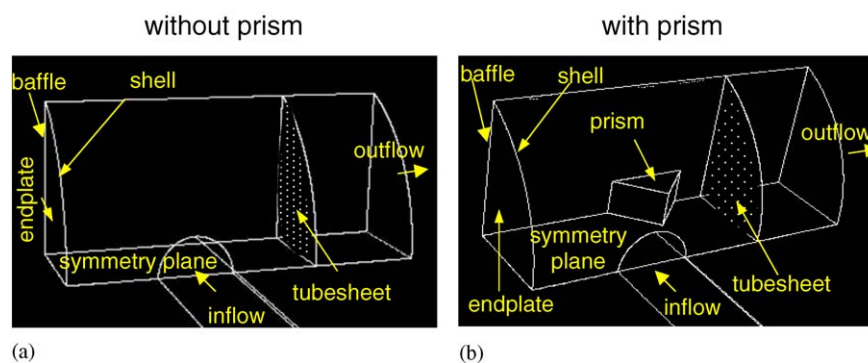 without prism
baffle
shell
outflow
endplate
symmetry plane
tubesheet
inflow
(a)
with prism
baffle
shell
prism
outflow
symmetry
plane
tubesheet
endplate
inflow
(b)